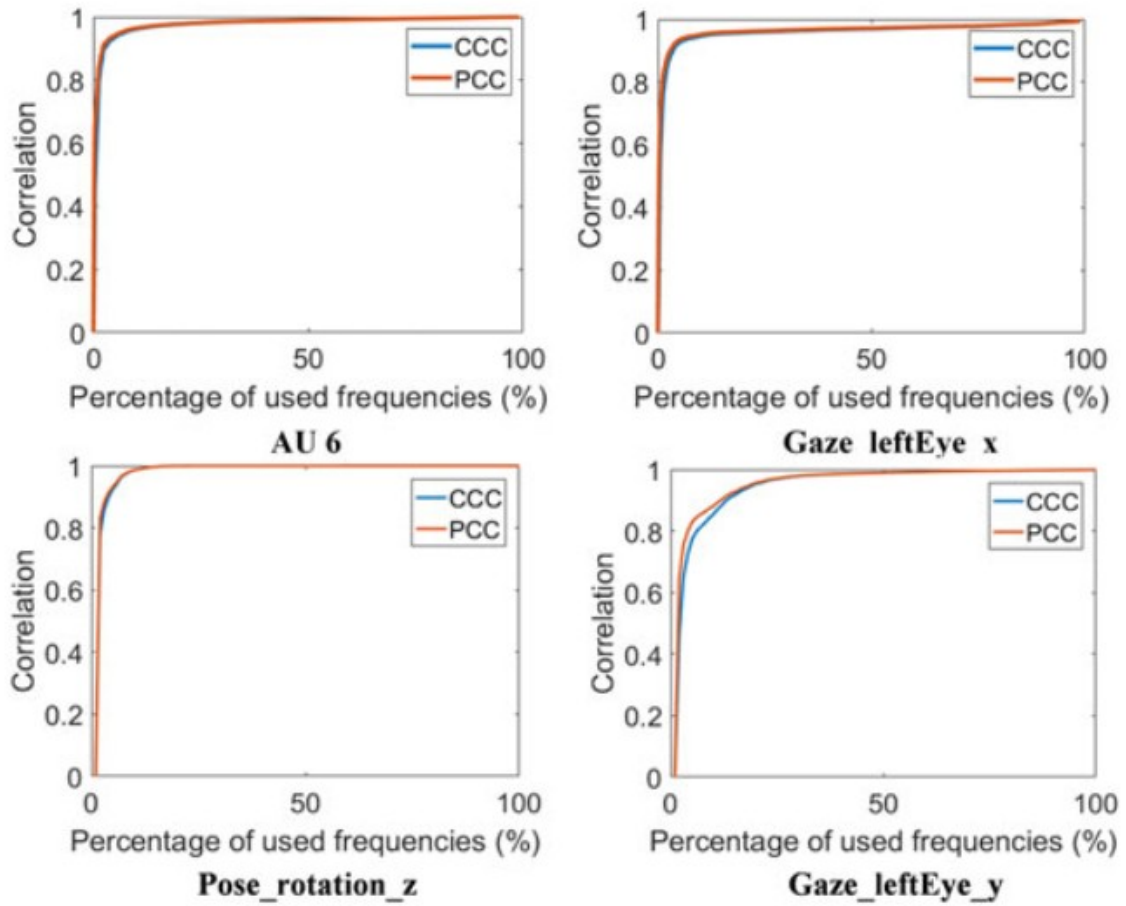 1
0.8
0.6
0.4
0.2
0
Correlation
CCC
PCC
0
50
100
Percentage of used frequencies (%)
AU 6
1
0.8
0.6
0.4
0.2
0
Correlation
CCC
PCC
0
50
100
Percentage of used frequencies (%)
Gaze leftEye x
1
0.8
0.6
0.4
0.2
0
Correlation
CCC
PCC
0
50
100
Percentage of used frequencies (%)
Pose_rotation_z
1
0.8
0.6
0.4
0.2
0
Correlation
CCC
PCC
0
50
100
Percentage of used frequencies (%)
Gaze_leftEye_y